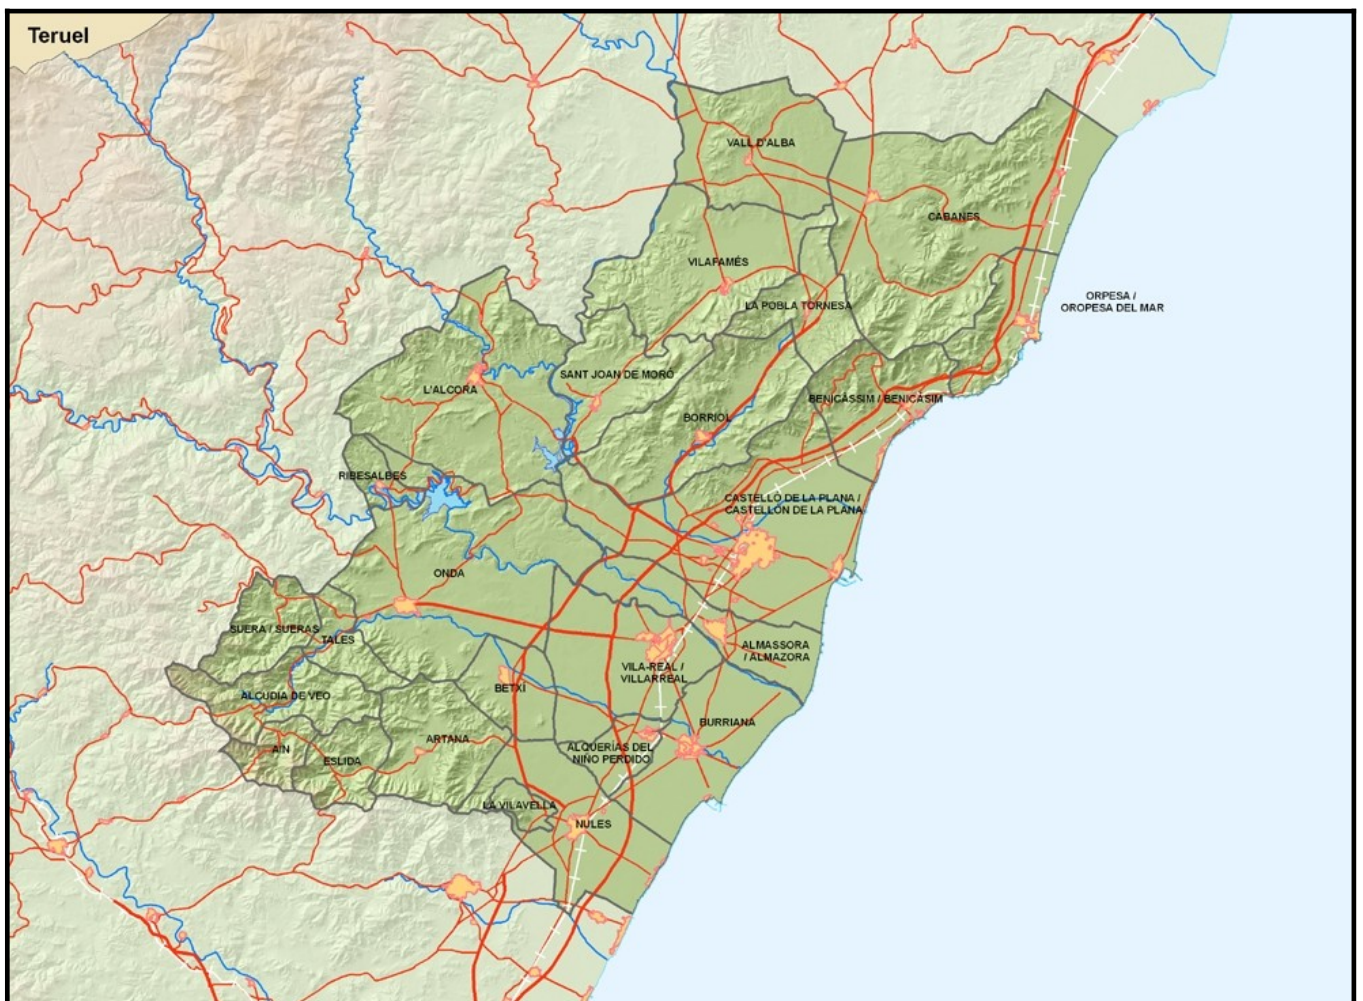 Teruel
VALL D'ALBA
CABANES
VILAFAMÉS
ORPESA /
OROPESA DEL MAR
LA POBLA TORNESA
SANT JOAN DE MORÓ
L'ALCORA
BENICÀSSIM / BENICÀSIM
BORRIOL
RIBESALBES
CASTELLÓ DE LA PLANA /
CASTELLÓN DE LA PLANA
ONDA
SUERA / SUERAS
TALES
ALMASSORA
/ ALMAZORA
VILA-REAL /
VILLARREAL
BETXÍ
ALCUDIA DE VEO
BURRIANA
ARTANA
AIN
ESLIDA
ALQUERÍAS DEL
NIÑO PERDIDO
LA VILAVELLA
NULES